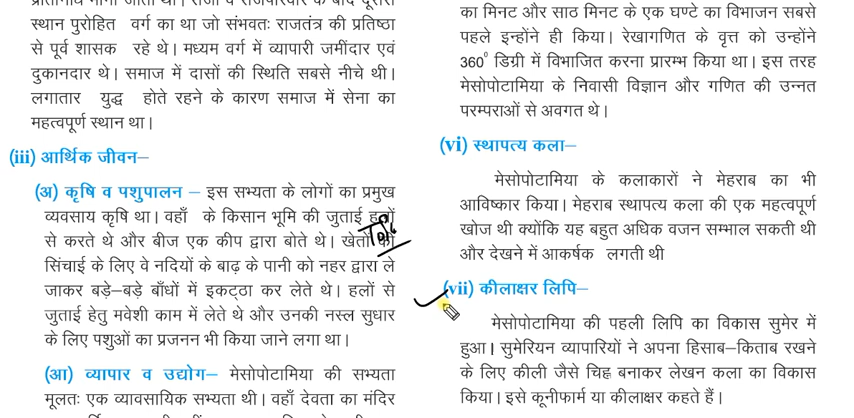 स्थान पुरोहित वर्ग का था जो संभवतः राजतंत्र की प्रतिष्ठा
से पूर्व शासक रहे थे। मध्यम वर्ग में व्यापारी जमींदार एवं
दुकानदार थे। समाज में दासों की स्थिति सबसे नीचे थी।
लगातार युद्ध होते रहने के कारण समाज में सेना का
महत्वपूर्ण स्थान था।
(iii) आर्थिक जीवन–
(अ) कृषि व पशुपालन – इस सभ्यता के लोगों का प्रमुख
व्यवसाय कृषि था। वहाँ के किसान भूमि की जुताई हलों
से करते थे और बीज एक कीप द्वारा बोते थे। खेतों की
सिंचाई के लिए वे नदियों के बाढ़ के पानी को नहर द्वारा ले
जाकर बड़े–बड़े बाँधों में इकट्ठा कर लेते थे। हलों से
जुताई हेतु मवेशी काम में लेते थे और उनकी नस्ल सुधार
के लिए पशुओं का प्रजनन भी किया जाने लगा था।
(आ) व्यापार व उद्योग– मेसोपोटामिया की सभ्यता
मूलतः एक व्यावसायिक सभ्यता थी। वहाँ देवता का मंदिर
का मिनट और साठ मिनट के एक घण्टे का विभाजन सबसे
पहले इन्होंने ही किया। रेखागणित के वृत्त को उन्होंने
360⁰ डिग्री में विभाजित करना प्रारम्भ किया था। इस तरह
मेसोपोटामिया के निवासी विज्ञान और गणित की उन्नत
परम्पराओं से अवगत थे।
(vi) स्थापत्य कला–
मेसोपोटामिया के कलाकारों ने मेहराब का भी
आविष्कार किया। मेहराब स्थापत्य कला की एक महत्वपूर्ण
खोज थी क्योंकि यह बहुत अधिक वजन सम्भाल सकती थी
और देखने में आकर्षक लगती थी
(vii) कीलाक्षर लिपि–
मेसोपोटामिया की पहली लिपि का विकास सुमेर में
हुआ। सुमेरियन व्यापारियों ने अपना हिसाब–किताब रखने
के लिए कीली जैसे चिह्न बनाकर लेखन कला का विकास
किया। इसे कूनीफार्म या कीलाक्षर कहते हैं।